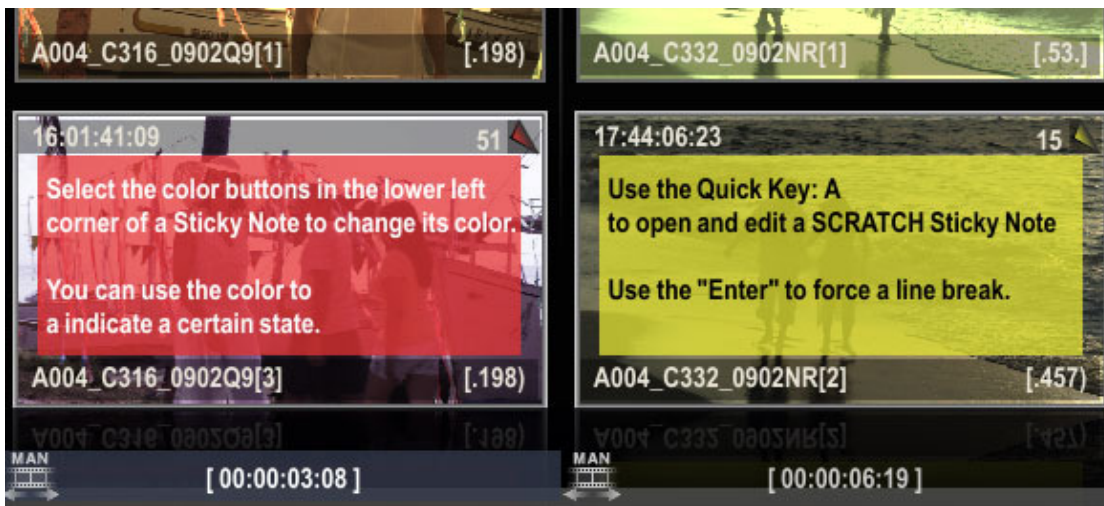 A004_C316_0902Q9[1] [.198)
A004_C332_0902NR[1] [.53.]
16:01:41:09 51
Select the color buttons in the lower left
corner of a Sticky Note to change its color.
You can use the color to
a indicate a certain state.
A004_C316_0902Q9[3] [.198)
17:44:06:23 15
Use the Quick Key: A
to open and edit a SCRATCH Sticky Note
Use the "Enter" to force a line break.
A004_C332_0902NR[2] [.457)
MAN
[ 00:00:03:08 ]
MAN
[ 00:00:06:19 ]